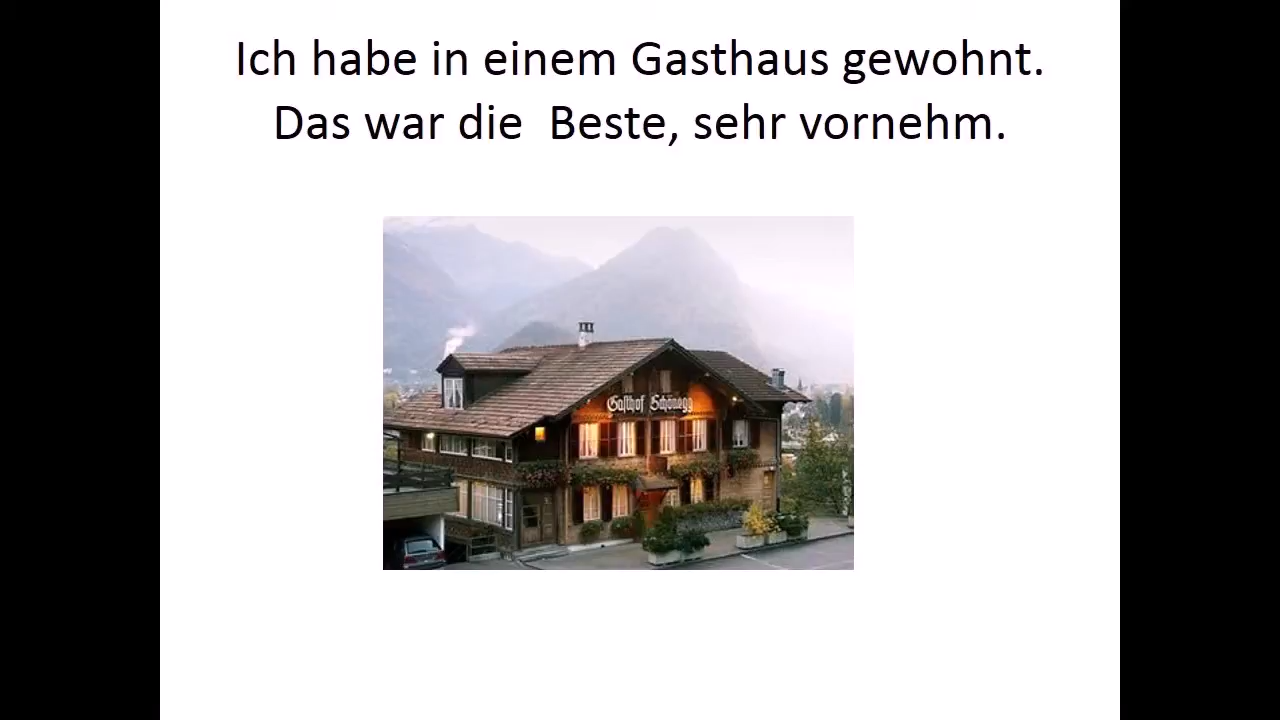 Ich habe in einem Gasthaus gewohnt.
Das war die  Beste, sehr vornehm.
Gasthof Schönegg